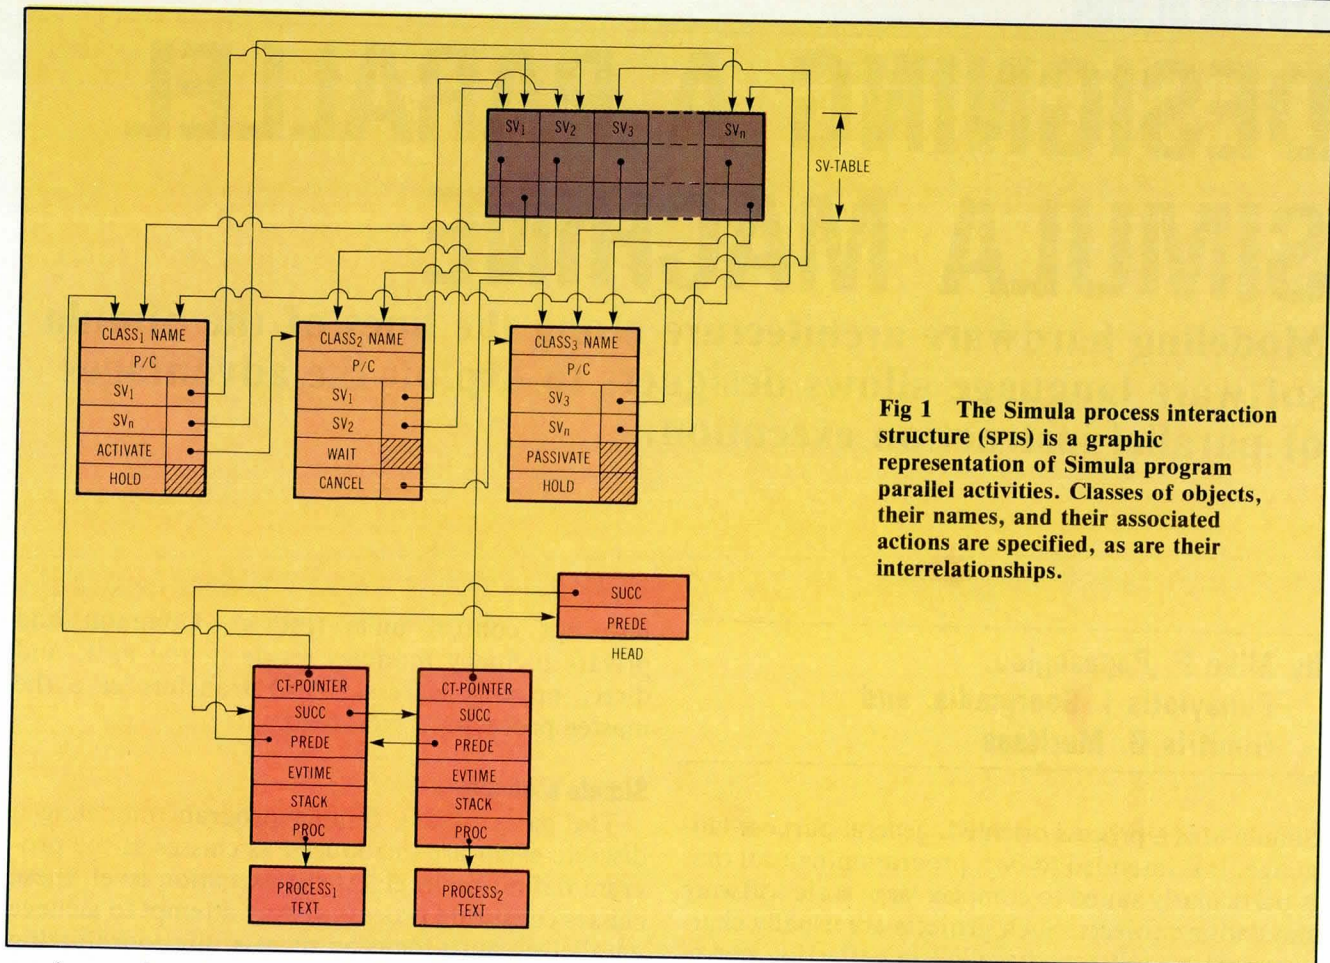 SV₁ SV₂ SV₃ SVₙ
SV-TABLE
CLASS₁ NAME
P/C
SV₁
SVₙ
ACTIVATE
HOLD
CLASS₂ NAME
P/C
SV₁
SV₂
WAIT
CANCEL
CLASS₃ NAME
P/C
SV₃
SVₙ
PASSIVATE
HOLD
Fig 1 The Simula process interaction
structure (SPIS) is a graphic
representation of Simula program
parallel activities. Classes of objects,
their names, and their associated
actions are specified, as are their
interrelationships.
SUCC
PREDE
HEAD
CT-POINTER
SUCC
PREDE
EVTIME
STACK
PROC
PROCESS₁
TEXT
CT-POINTER
SUCC
PREDE
EVTIME
STACK
PROC
PROCESS₂
TEXT